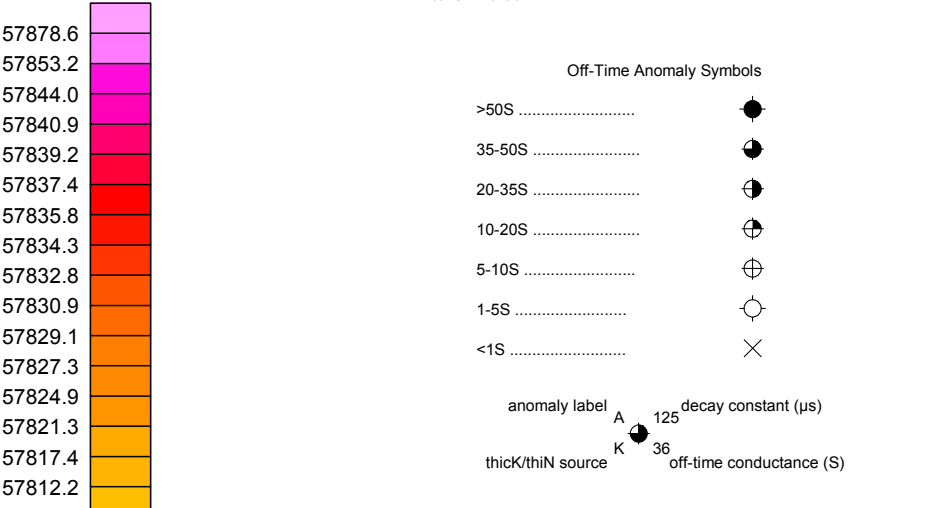 57878.6
57853.2
57844.0
57840.9
57839.2
57837.4
57835.8
57834.3
57832.8
57830.9
57829.1
57827.3
57824.9
57821.3
57817.4
57812.2
Off-Time Anomaly Symbols
>50S ..........................
35-50S ........................
20-35S ........................
10-20S ........................
5-10S .........................
1-5S .........................
<1S ..........................
anomaly label A 125 decay constant (µs)
thicK/thiN source K 36 off-time conductance (S)